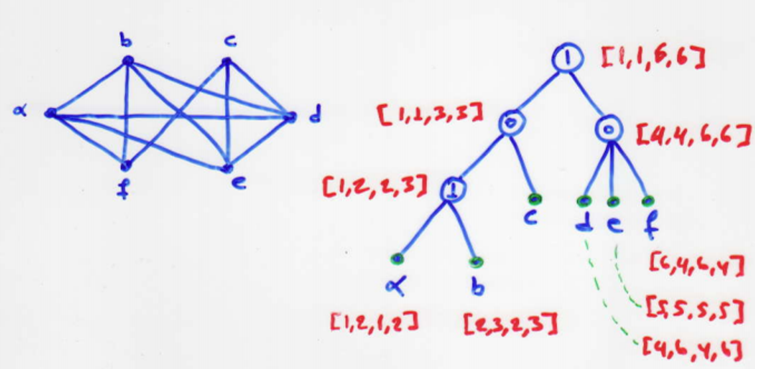 b c
α d
f e
1 [1,1,6,6]
[1,1,3,3] 0 0 [4,4,6,6]
[1,2,2,3] 1
c d e f
[6,4,6,4]
α b
[5,5,5,5]
[1,2,1,2] [2,3,2,3]
[4,6,4,6]